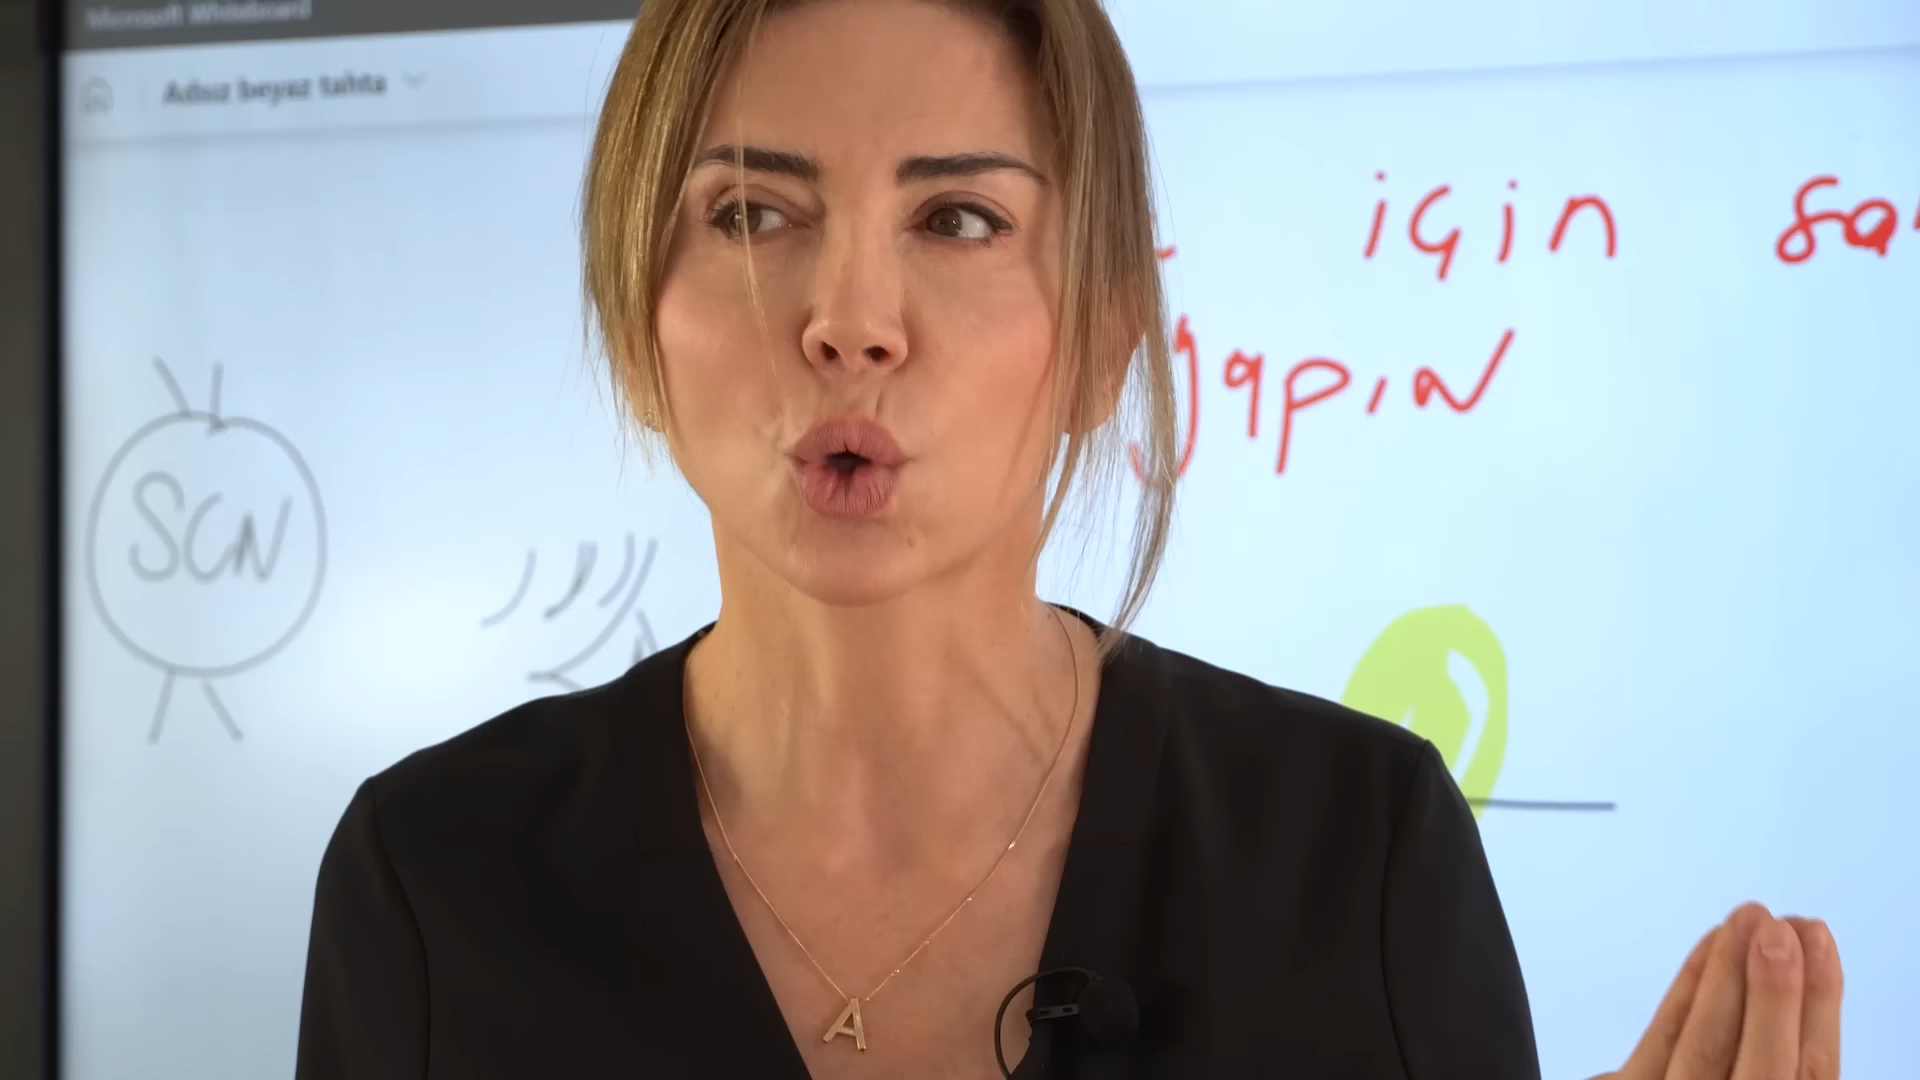 Microsoft Whiteboard
Adsız beyaz tahta
için
yapın
SCN
A